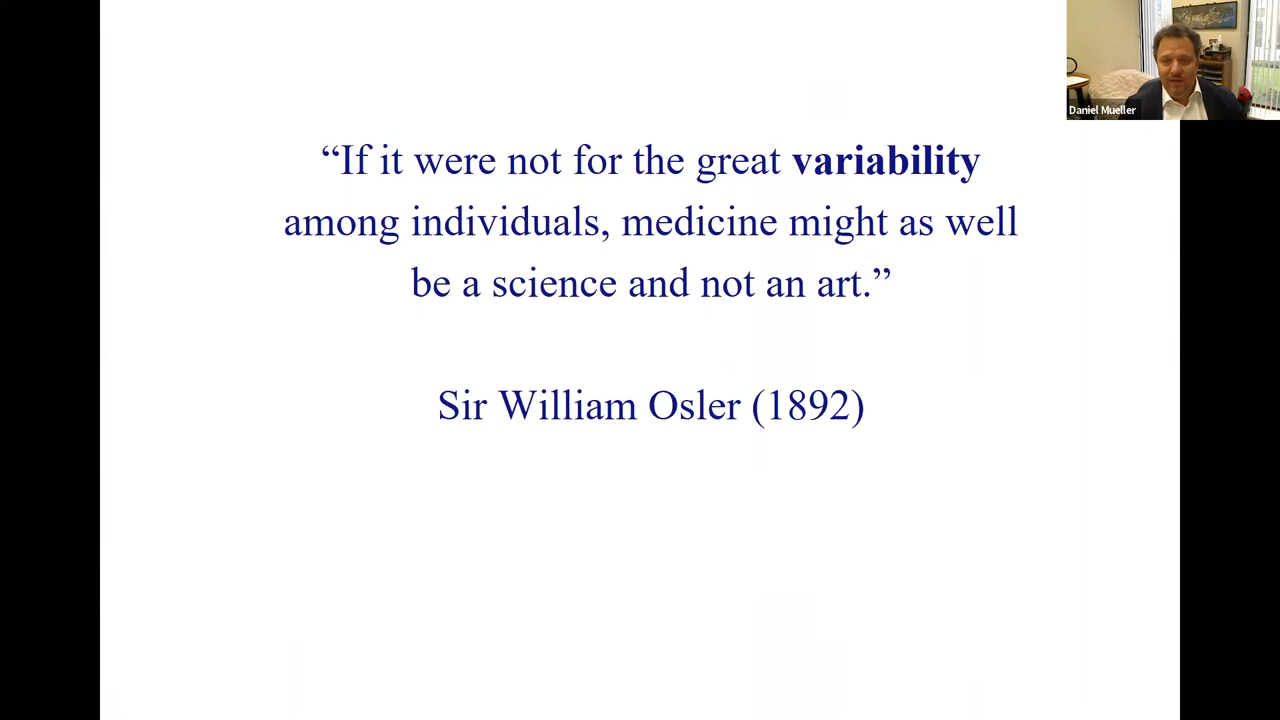 Daniel Mueller
“If it were not for the great variability
among individuals, medicine might as well
be a science and not an art.”
Sir William Osler (1892)